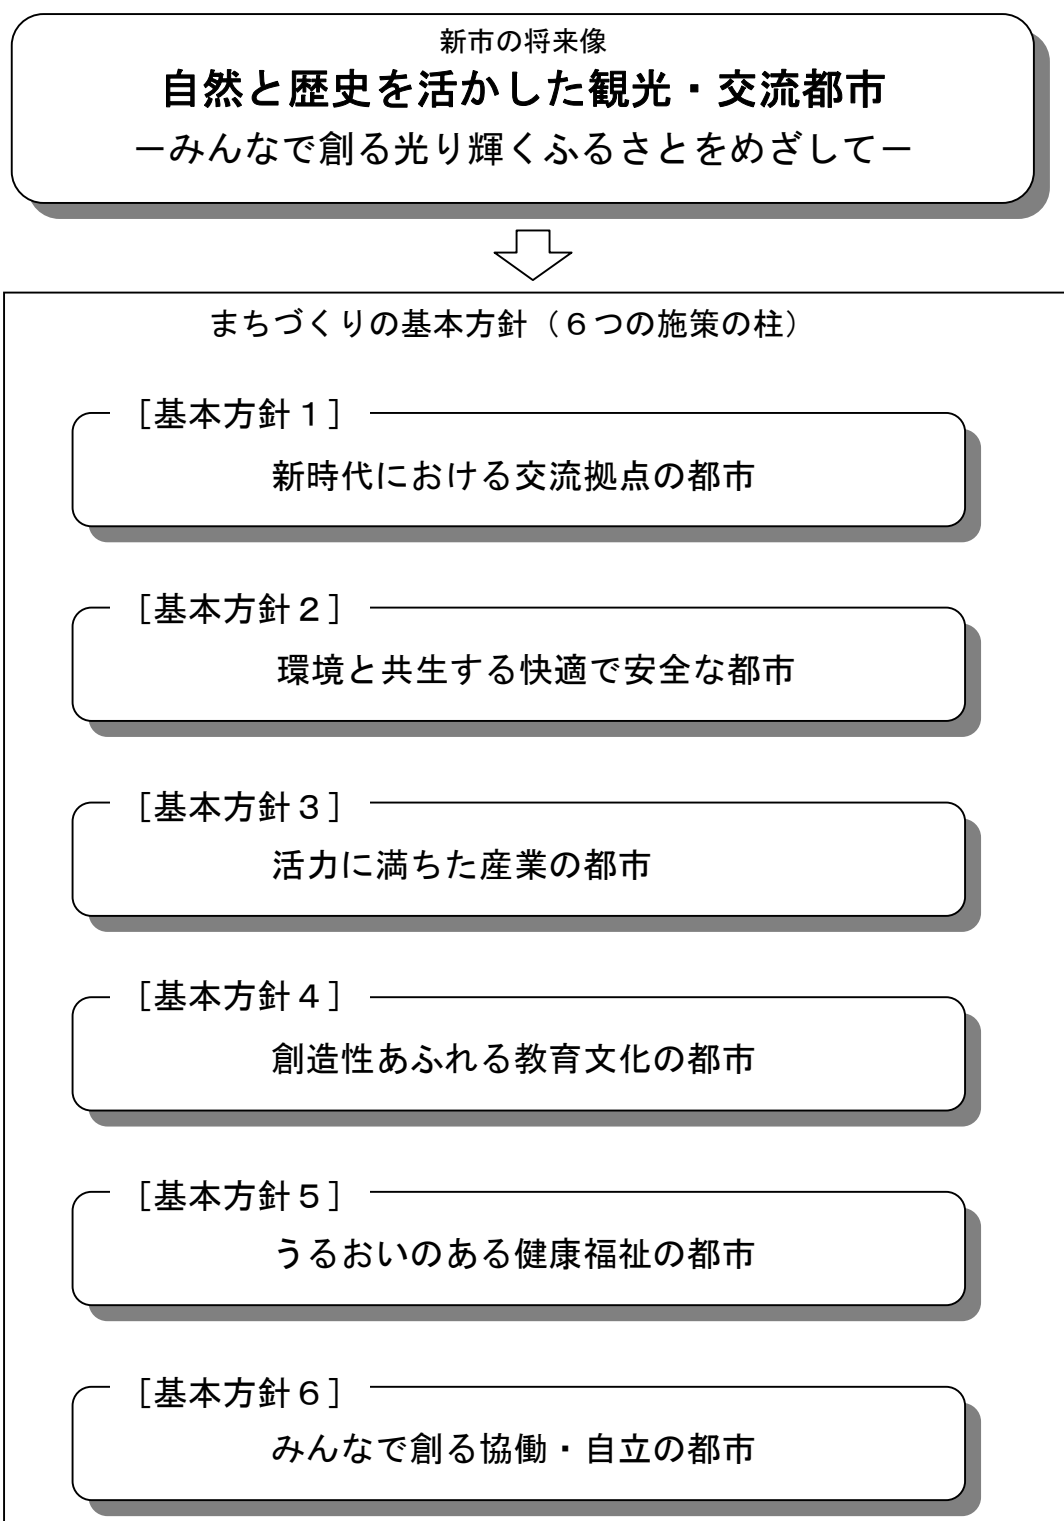 新市の将来像
自然と歴史を活かした観光・交流都市
－みんなで創る光り輝くふるさとをめざして－
まちづくりの基本方針（６つの施策の柱）
［基本方針１］
新時代における交流拠点の都市
［基本方針２］
環境と共生する快適で安全な都市
［基本方針３］
活力に満ちた産業の都市
［基本方針４］
創造性あふれる教育文化の都市
［基本方針５］
うるおいのある健康福祉の都市
［基本方針６］
みんなで創る協働・自立の都市